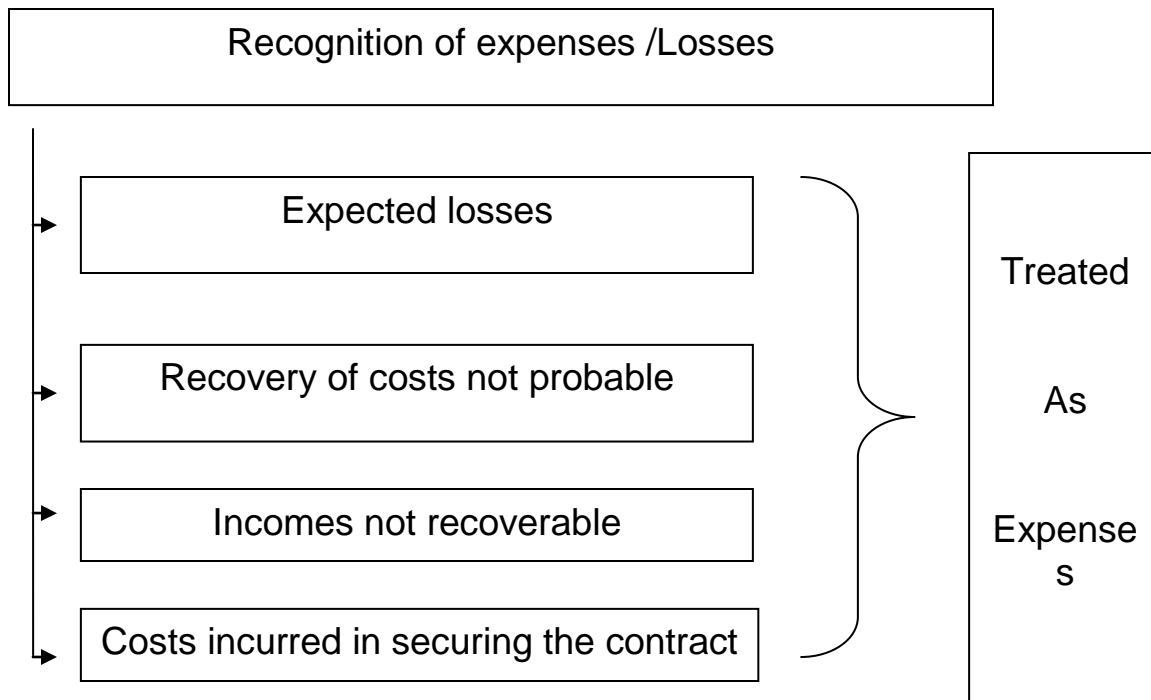 Recognition of expenses /Losses
Expected losses
Recovery of costs not probable
Incomes not recoverable
Costs incurred in securing the contract
Treated
As
Expense
s